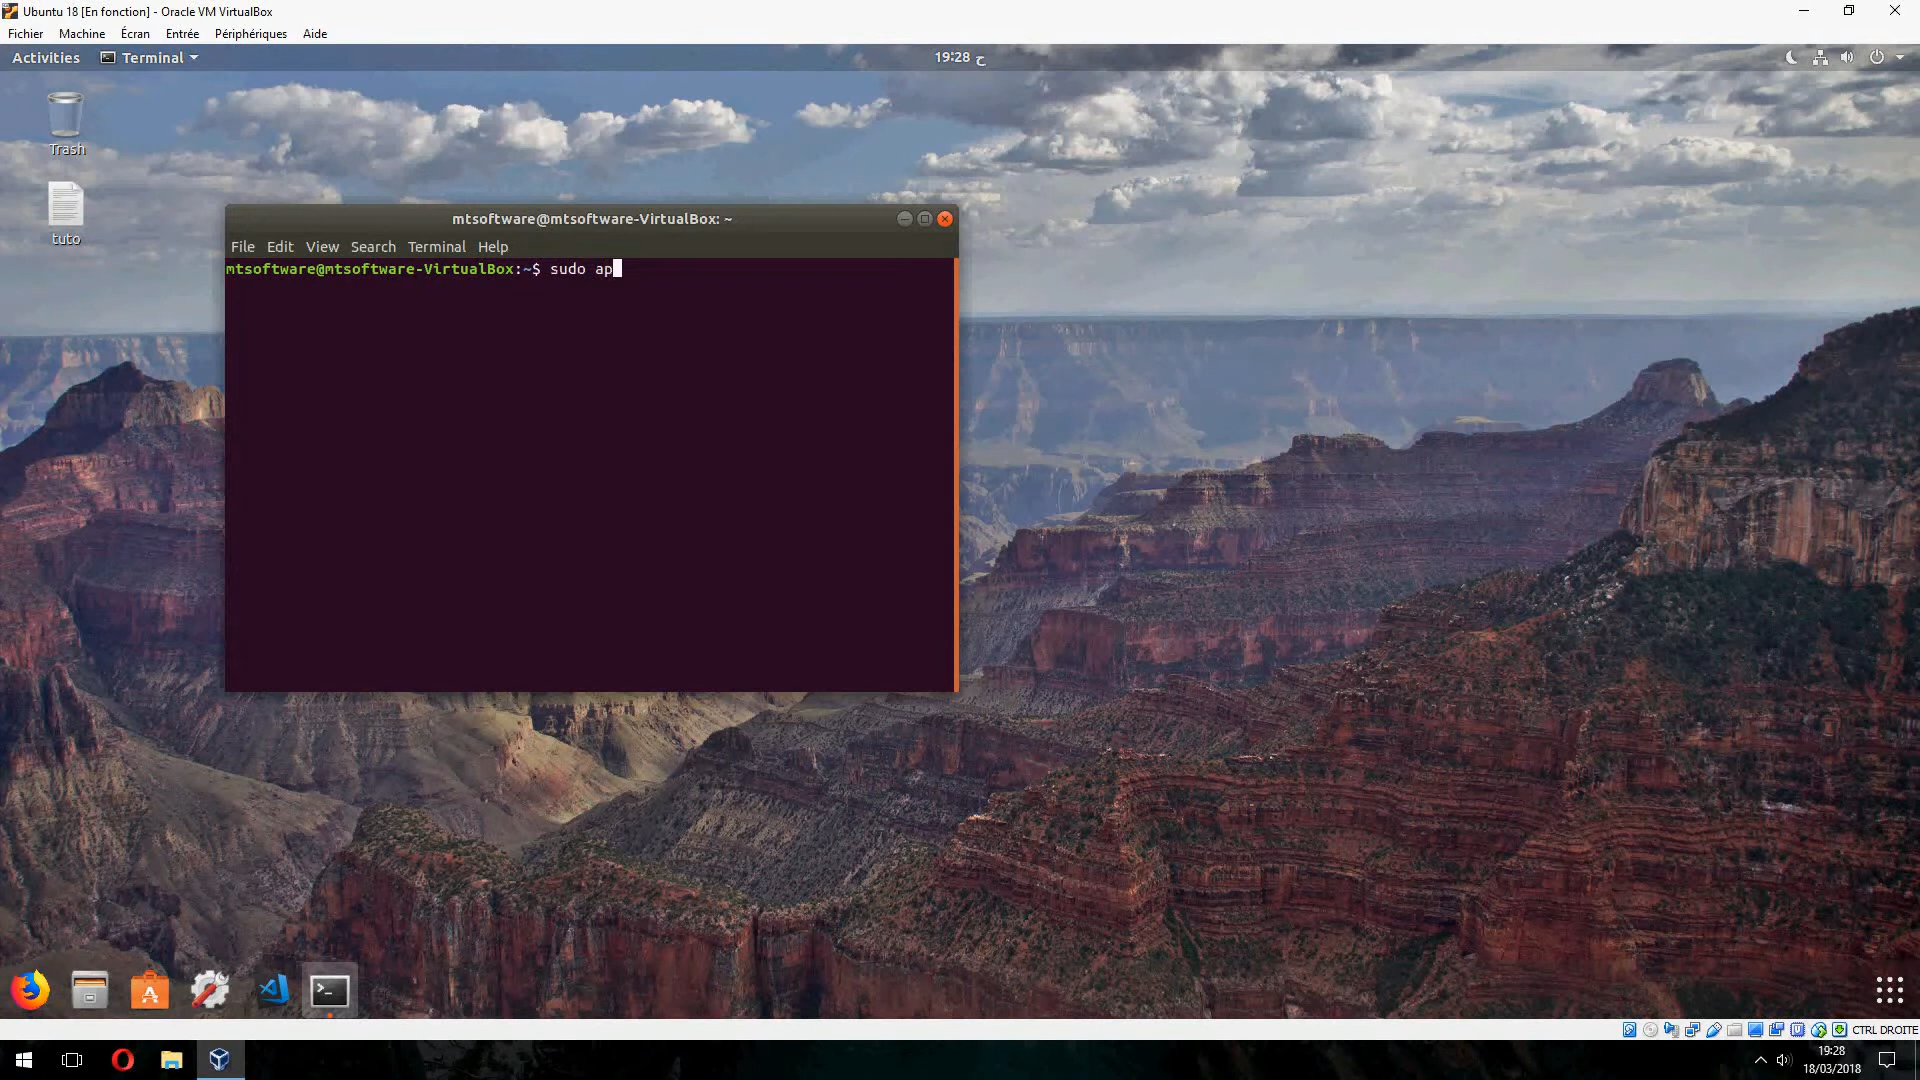 Ubuntu 18 [En fonction] - Oracle VM VirtualBox
Fichier Machine Écran Entrée Périphériques Aide
Activities Terminal 19:28 ح
Trash
tuto
mtsoftware@mtsoftware-VirtualBox: ~
File Edit View Search Terminal Help
mtsoftware@mtsoftware-VirtualBox:~$ sudo ap
CTRL DROITE
19:28
18/03/2018